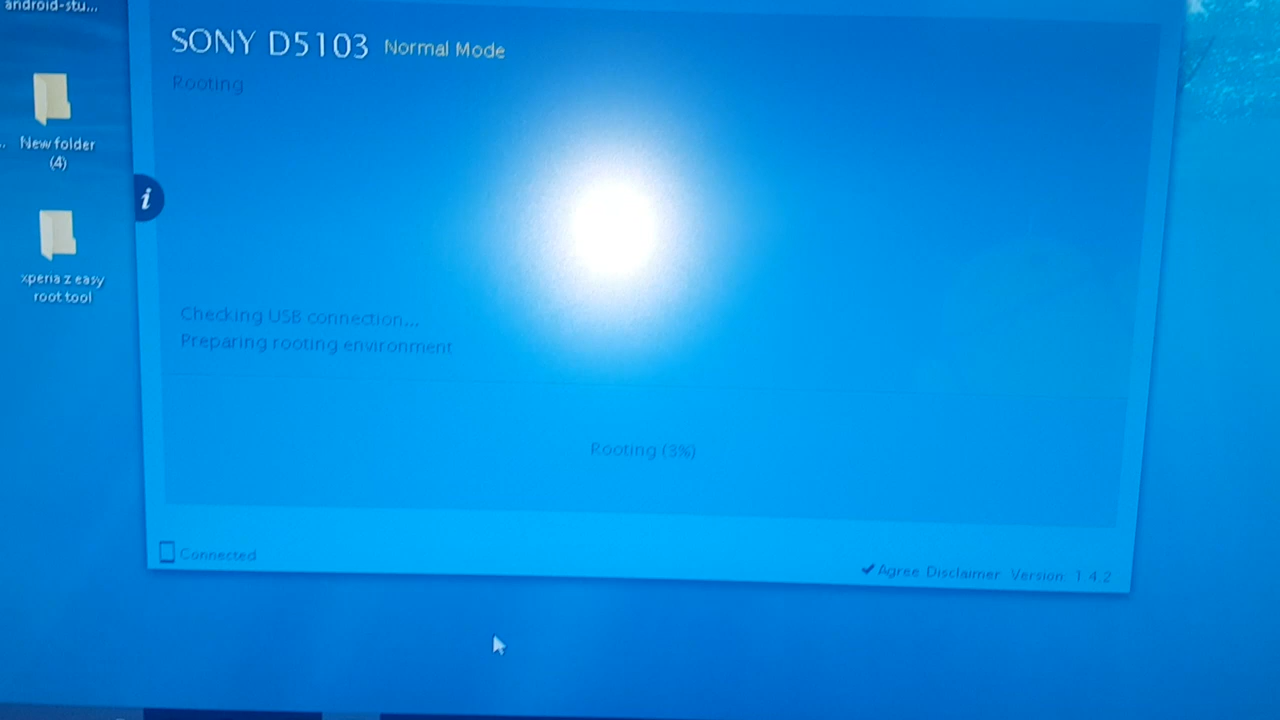 android-stu...
SONY D5103 Normal Mode
Rooting
New folder
(4)
i
xperia z easy
root tool
Checking USB connection...
Preparing rooting environment
Rooting (3%)
Connected
Agree Disclaimer Version: 1.4.2